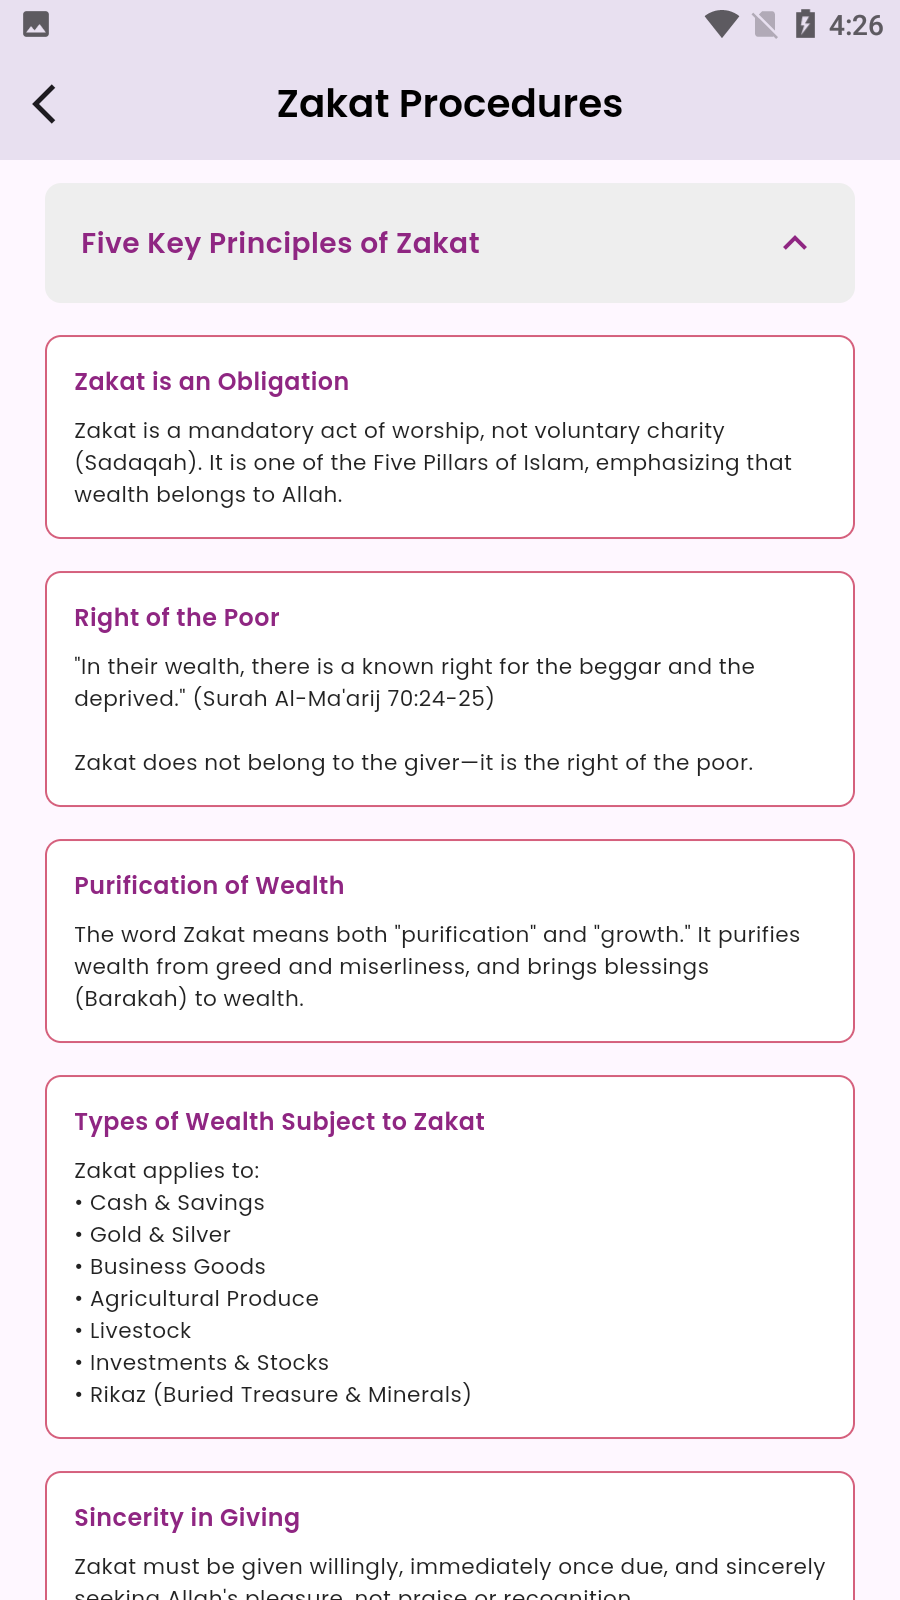 4:26
Zakat Procedures
Five Key Principles of Zakat
Zakat is an Obligation
Zakat is a mandatory act of worship, not voluntary charity
(Sadaqah). It is one of the Five Pillars of Islam, emphasizing that
wealth belongs to Allah.
Right of the Poor
"In their wealth, there is a known right for the beggar and the
deprived." (Surah Al-Ma'arij 70:24-25)
Zakat does not belong to the giver—it is the right of the poor.
Purification of Wealth
The word Zakat means both "purification" and "growth." It purifies
wealth from greed and miserliness, and brings blessings
(Barakah) to wealth.
Types of Wealth Subject to Zakat
Zakat applies to:
• Cash & Savings
• Gold & Silver
• Business Goods
• Agricultural Produce
• Livestock
• Investments & Stocks
• Rikaz (Buried Treasure & Minerals)
Sincerity in Giving
Zakat must be given willingly, immediately once due, and sincerely
seeking Allah's pleasure, not praise or recognition.